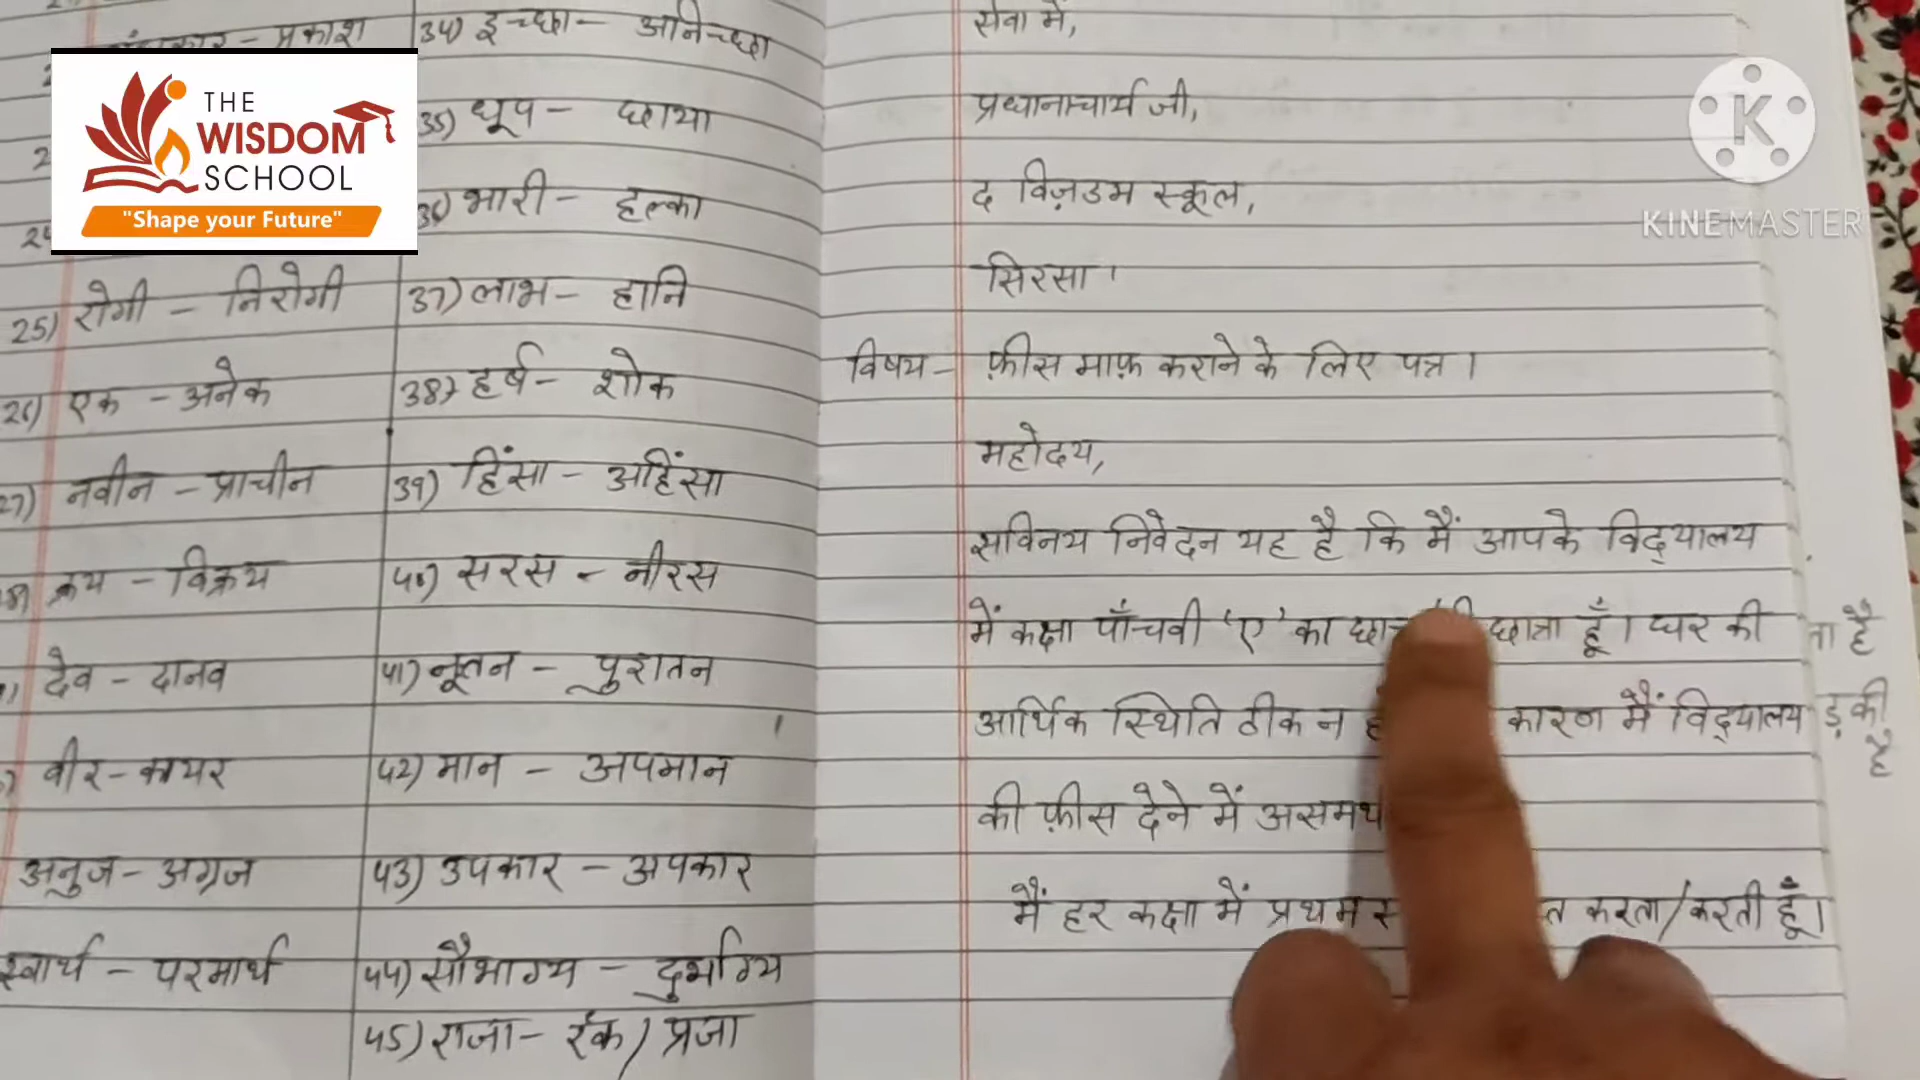 THE
WISDOM
SCHOOL
"Shape your Future"
प्रकाश
25) रोगी - निरोगी
26) एक - अनेक
27) नवीन - प्राचीन
क्रय - विक्रय
देव - दानव
वीर - कायर
अनुज - अग्रज
स्वार्थ - परमार्थ
34) इच्छा - अनिच्छा
35) धूप - छाया
36) भारी - हल्का
37) लाभ - हानि
38) हर्ष - शोक
39) हिंसा - अहिंसा
40) सरस - नीरस
41) नूतन - पुरातन
42) मान - अपमान
43) उपकार - अपकार
44) सौभाग्य - दुर्भाग्य
45) राजा - रंक / प्रजा
सेवा में,
प्रधानाचार्य जी,
द विज़डम स्कूल,
सिरसा।
विषय - फ़ीस माफ़ कराने के लिए पत्र।
महोदय,
सविनय निवेदन यह है कि मैं आपके विद्यालय
में कक्षा पाँचवी 'ए' का छात्रा हूँ। घर की
आर्थिक स्थिति ठीक न कारण मैं विद्यालय
की फ़ीस देने में
मैं हर कक्षा में प्रथम करता/करती हूँ।
है
ड़ की
है
K
KINEMASTER